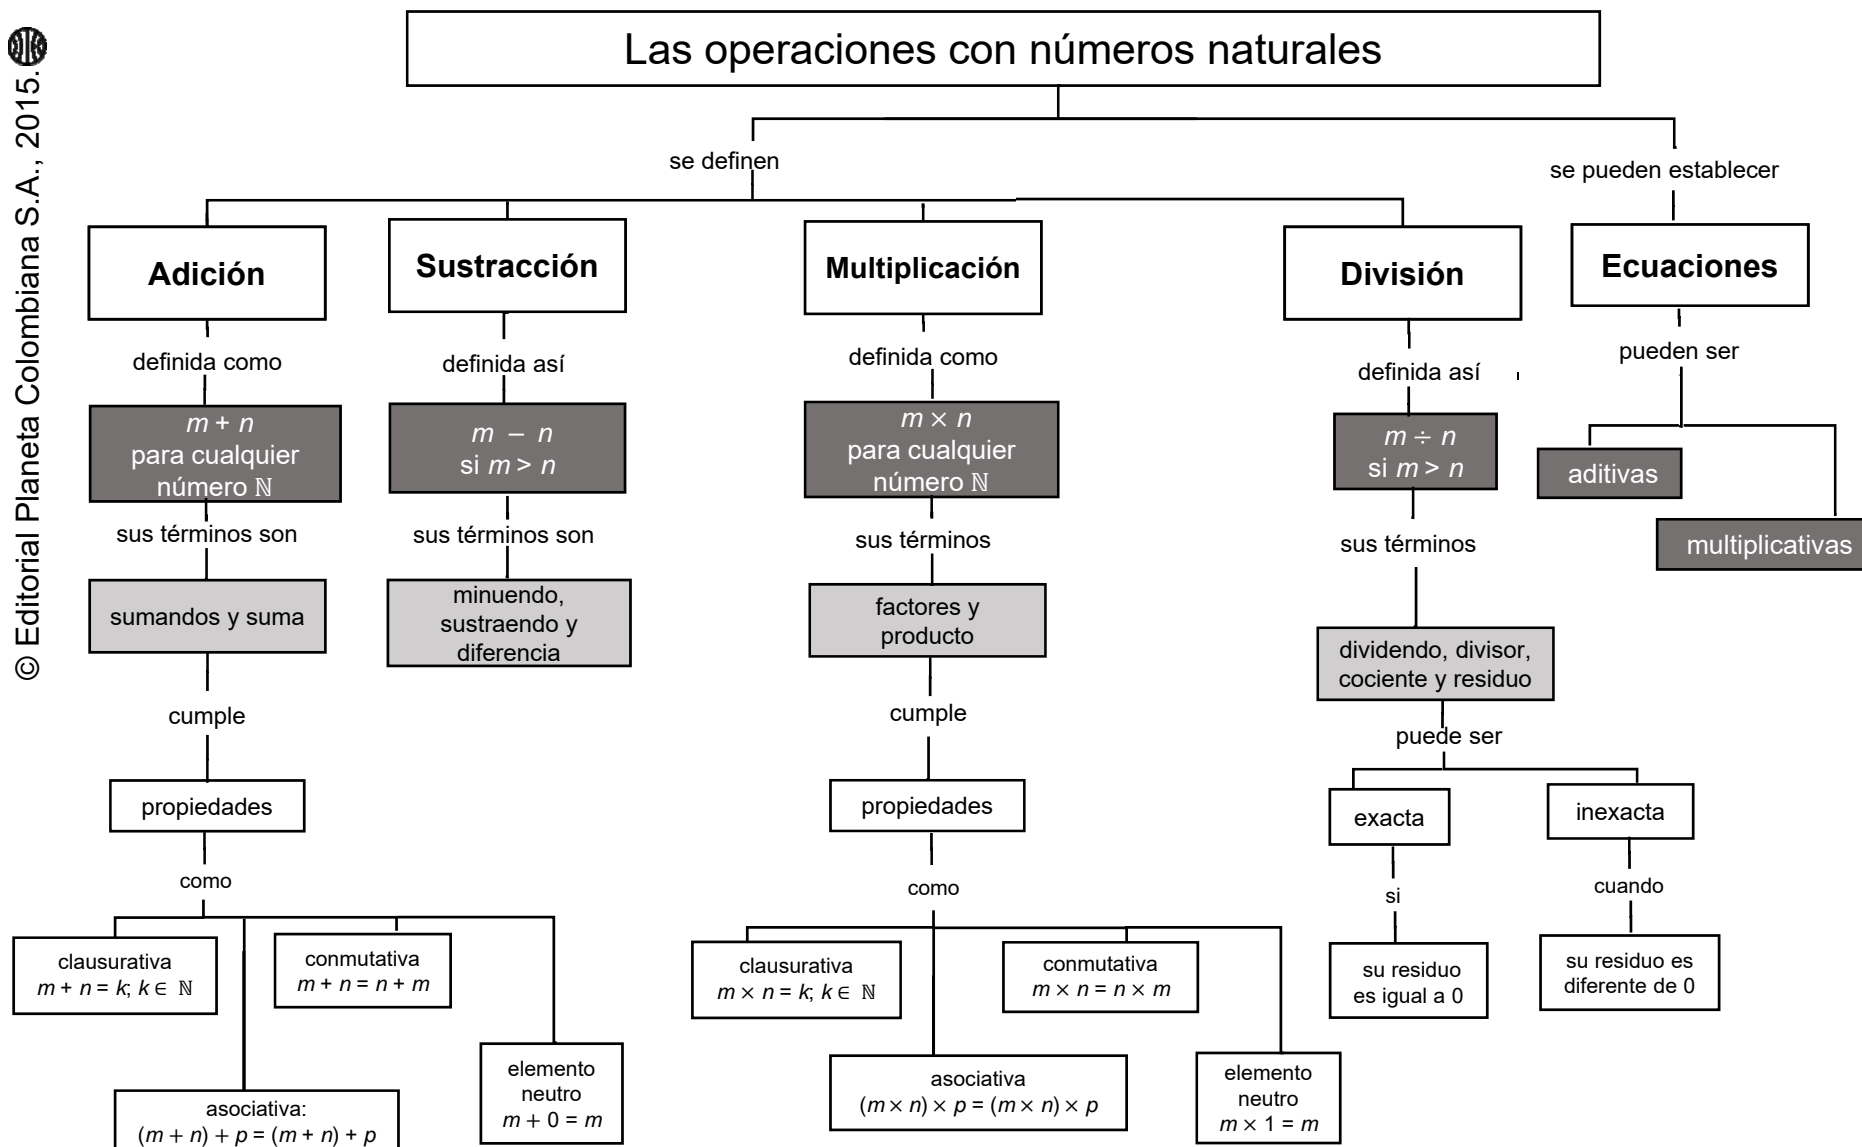 © Editorial Planeta Colombiana S.A., 2015.
Las operaciones con números naturales
se definen
se pueden establecer
Adición
definida como
m + n
para cualquier
número ℕ
sus términos son
sumandos y suma
cumple
propiedades
como
clausurativa
m + n = k; k ∈ ℕ
asociativa:
(m + n) + p = (m + n) + p
conmutativa
m + n = n + m
elemento
neutro
m + 0 = m
Sustracción
definida así
m – n
si m > n
sus términos son
minuendo,
sustraendo y
diferencia
Multiplicación
definida como
m × n
para cualquier
número ℕ
sus términos
factores y
producto
cumple
propiedades
como
clausurativa
m × n = k; k ∈ ℕ
asociativa
(m × n) × p = (m × n) × p
conmutativa
m × n = n × m
elemento
neutro
m × 1 = m
División
definida así
m ÷ n
si m > n
sus términos
dividendo, divisor,
cociente y residuo
puede ser
exacta
si
su residuo
es igual a 0
inexacta
cuando
su residuo es
diferente de 0
Ecuaciones
pueden ser
aditivas
multiplicativas